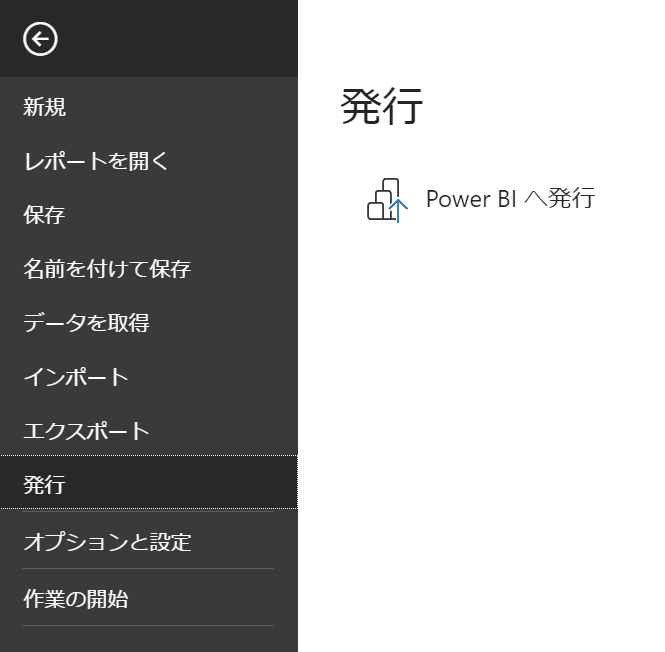 新規
レポートを開く
保存
名前を付けて保存
データを取得
インポート
エクスポート
発行
オプションと設定
作業の開始
発行
Power BI へ発行